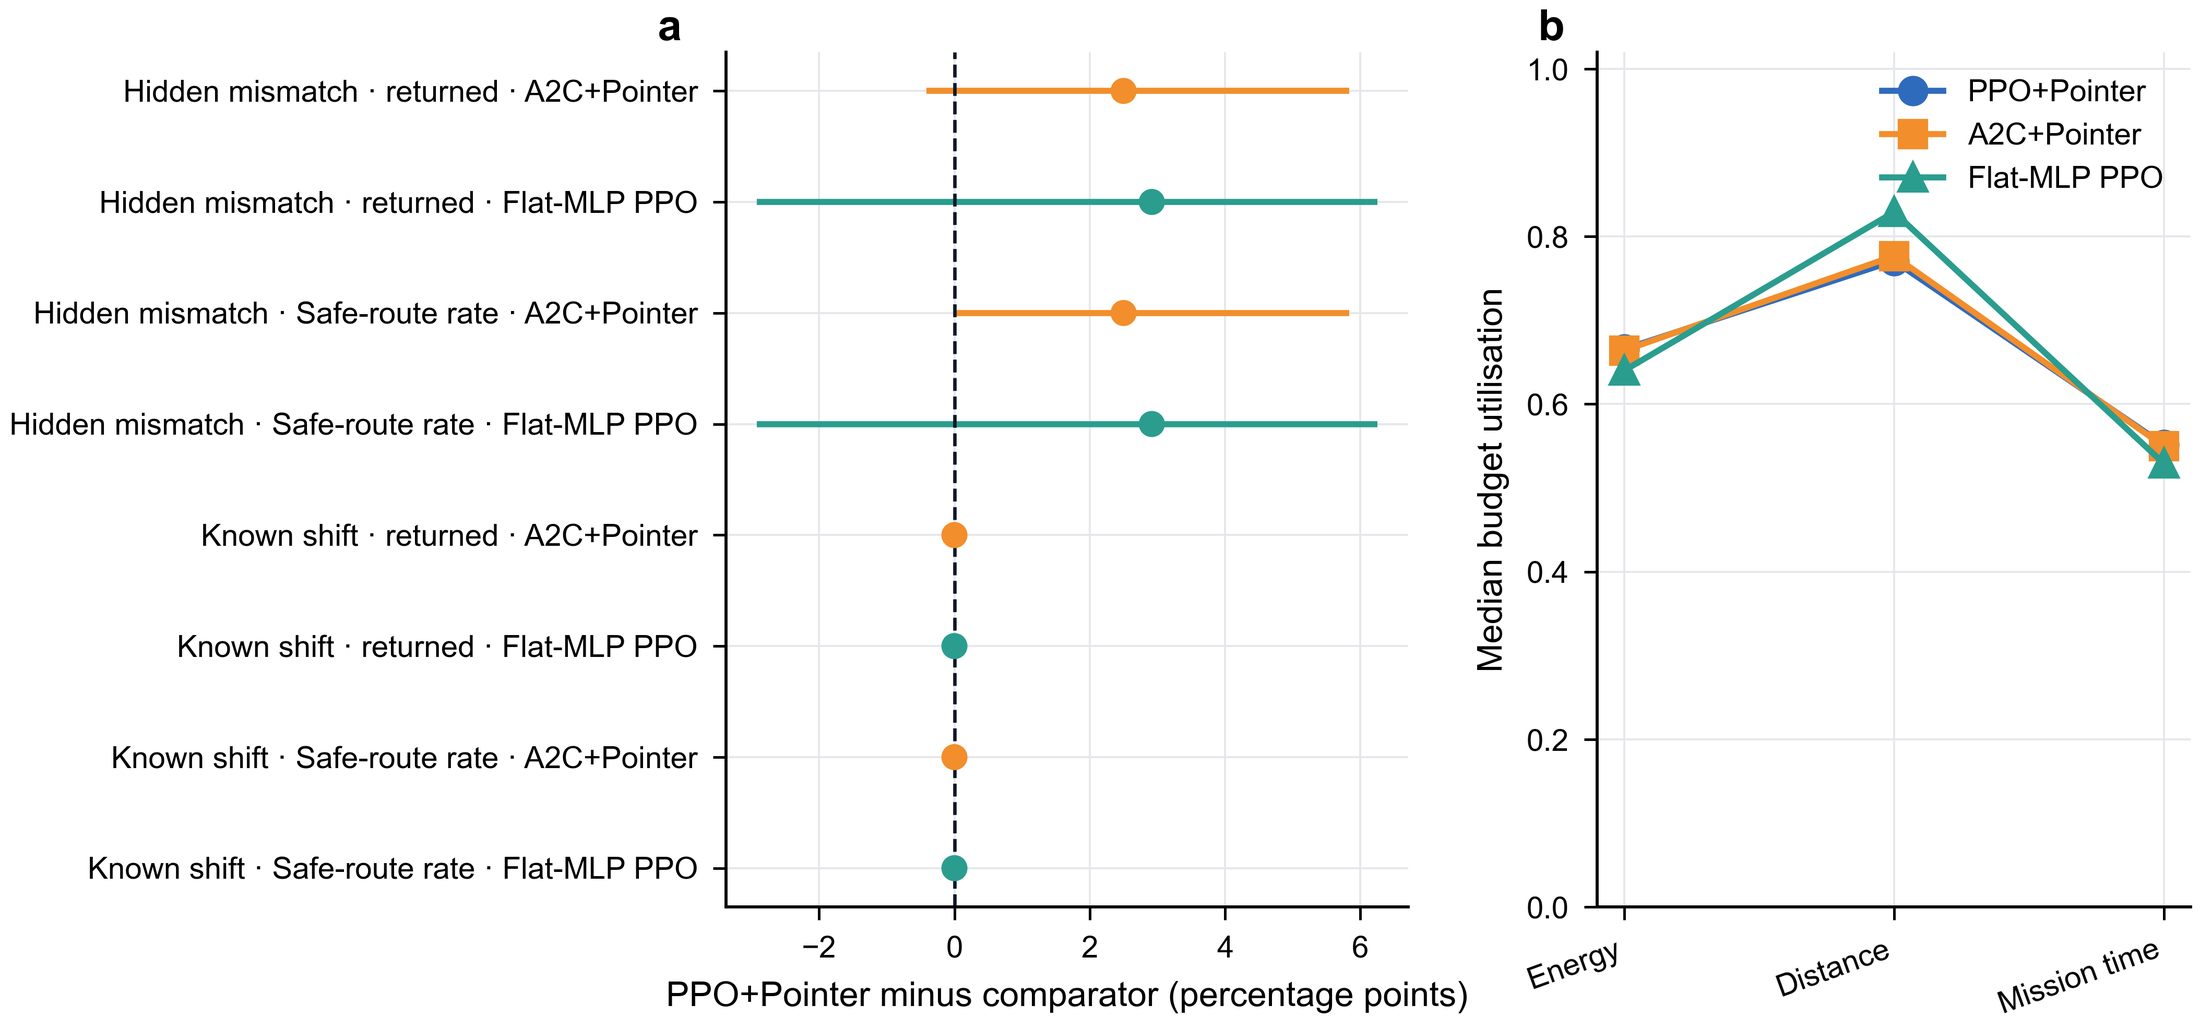 a
Hidden mismatch · returned · A2C+Pointer
Hidden mismatch · returned · Flat-MLP PPO
Hidden mismatch · Safe-route rate · A2C+Pointer
Hidden mismatch · Safe-route rate · Flat-MLP PPO
Known shift · returned · A2C+Pointer
Known shift · returned · Flat-MLP PPO
Known shift · Safe-route rate · A2C+Pointer
Known shift · Safe-route rate · Flat-MLP PPO
−2 0 2 4 6
PPO+Pointer minus comparator (percentage points)
b
Median budget utilisation
1.0
0.8
0.6
0.4
0.2
0.0
PPO+Pointer
A2C+Pointer
Flat-MLP PPO
Energy
Distance
Mission time